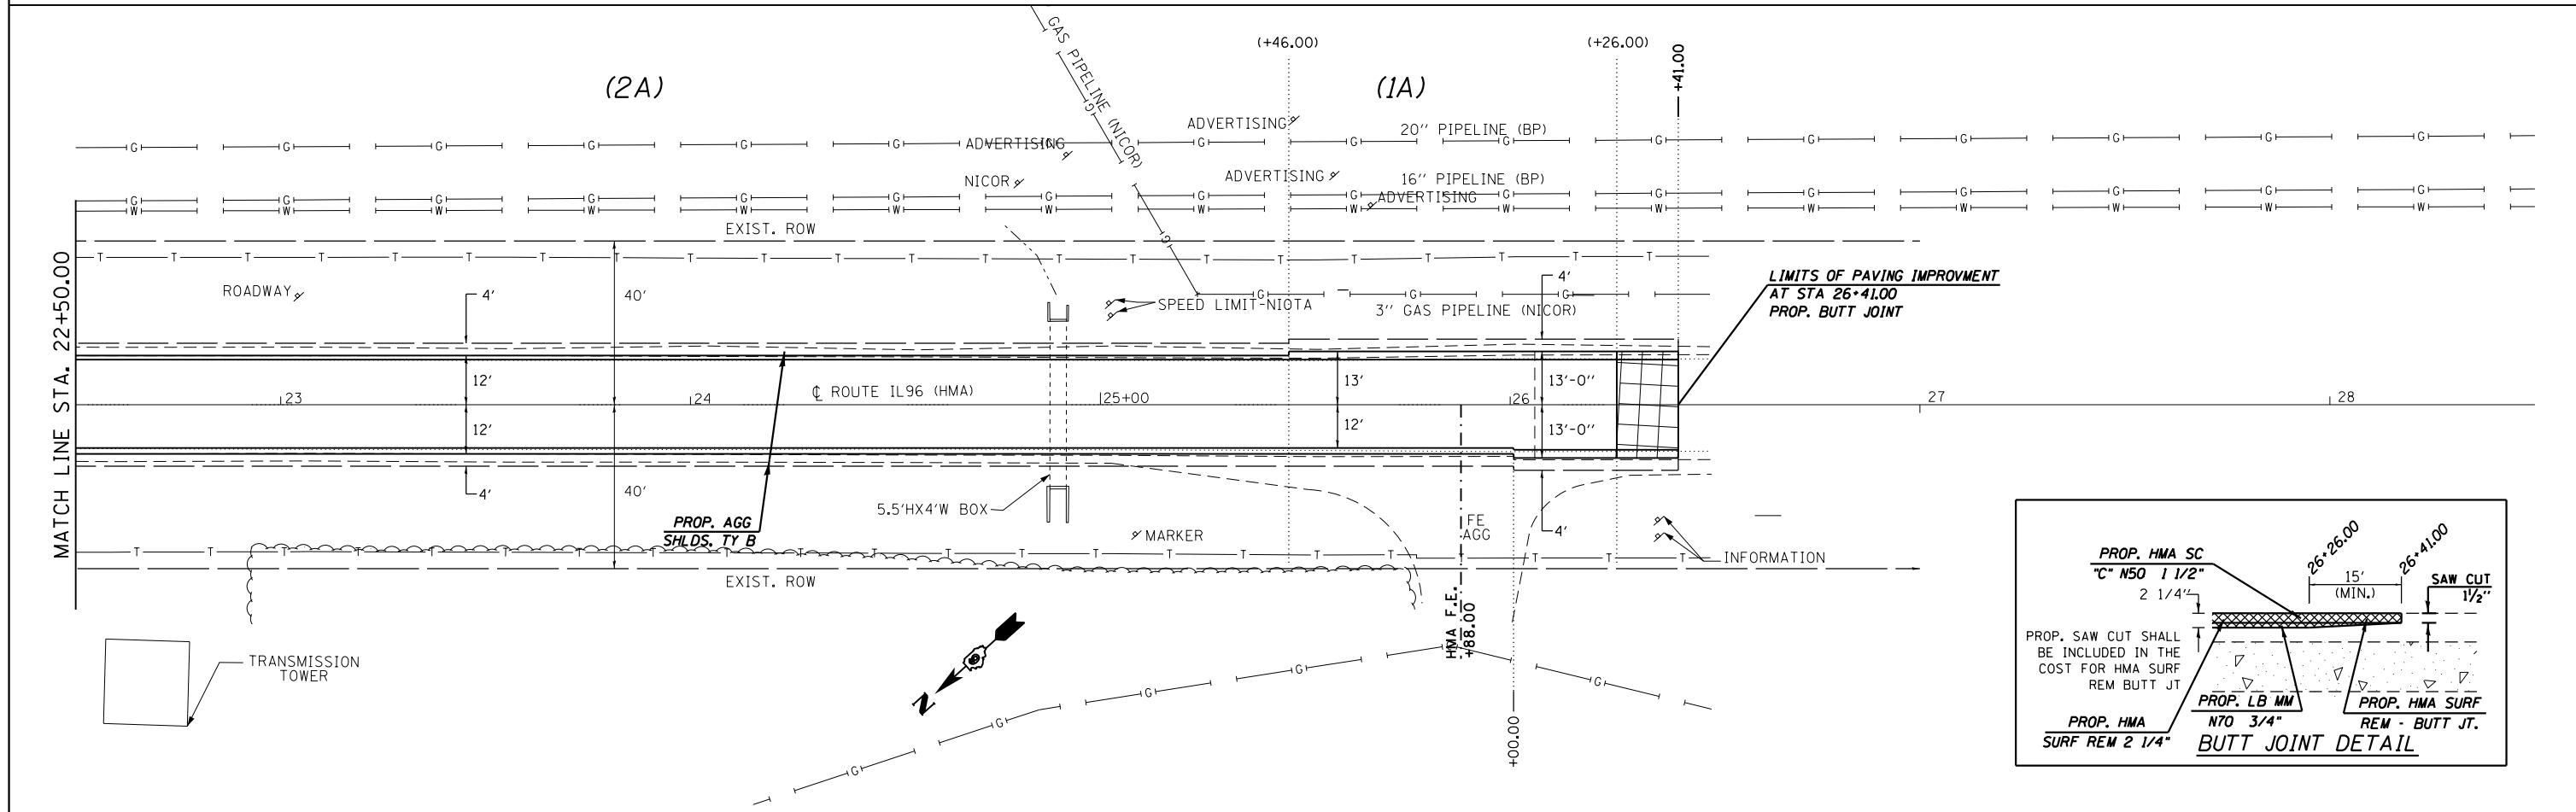 (+46.00)
(+26.00)
+41.00
(2A)
(1A)
GAS PIPELINE (NICOR)
G
ADVERTISING
ADVERTISING
20'' PIPELINE (BP)
NICOR
ADVERTISING
16'' PIPELINE (BP)
ADVERTISING
W
EXIST. ROW
T
MATCH LINE STA. 22+50.00
ROADWAY
4'
40'
SPEED LIMIT-NIOTA
3'' GAS PIPELINE (NICOR)
4'
LIMITS OF PAVING IMPROVMENT
AT STA 26+41.00
PROP. BUTT JOINT
12'
13'
13'-0''
23
24
℄ ROUTE IL96 (HMA)
25+00
26
27
28
12'
12'
13'-0''
4'
40'
5.5'HX4'W BOX
4'
PROP. AGG
SHLDS. TY B
MARKER
FE
AGG
INFORMATION
EXIST. ROW
HMA F.E.
+88.00
+00.00
TRANSMISSION
TOWER
N
PROP. HMA SC
"C" N50 1 1/2"
2 1/4''
26+26.00
26+41.00
15'
(MIN.)
SAW CUT
1½''
PROP. SAW CUT SHALL
BE INCLUDED IN THE
COST FOR HMA SURF
REM BUTT JT
PROP. HMA
SURF REM 2 1/4"
PROP. LB MM
N70 3/4"
PROP. HMA SURF
REM - BUTT JT.
BUTT JOINT DETAIL